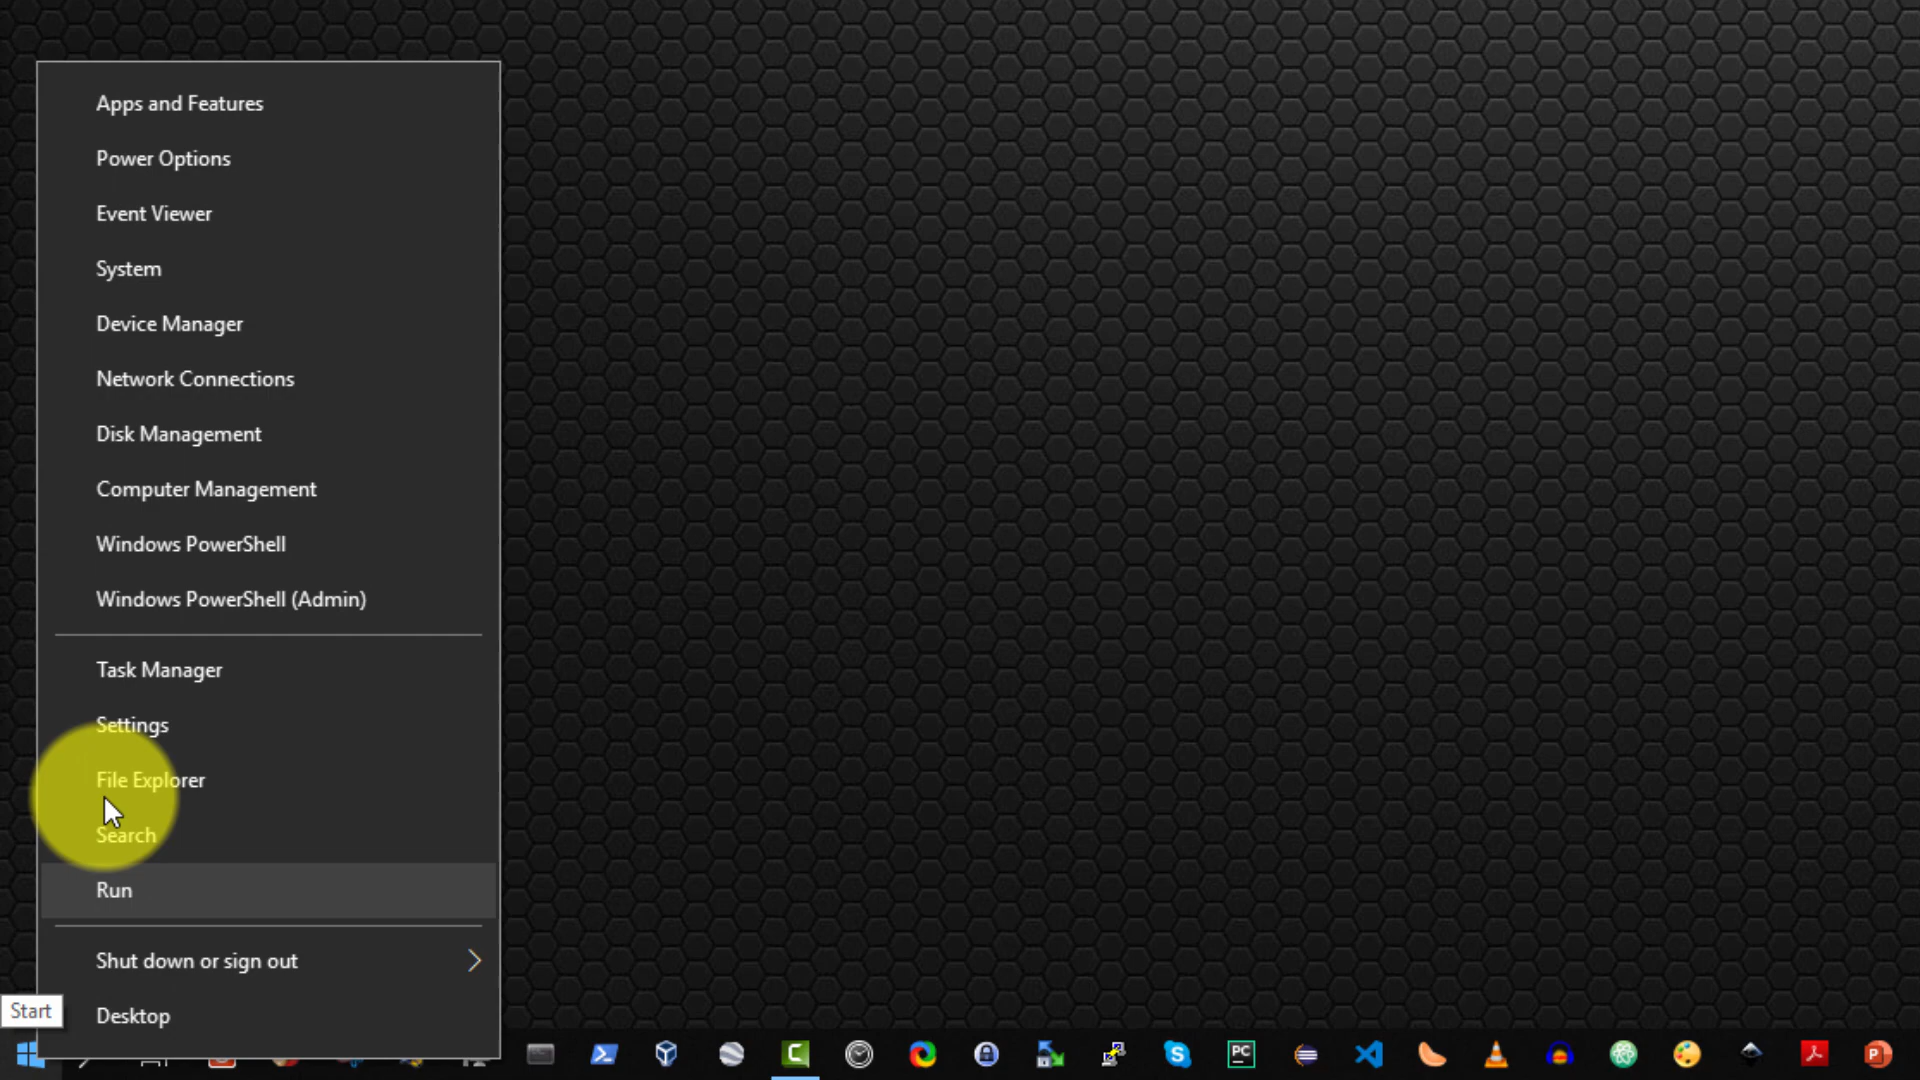 Apps and Features
Power Options
Event Viewer
System
Device Manager
Network Connections
Disk Management
Computer Management
Windows PowerShell
Windows PowerShell (Admin)
Task Manager
Settings
File Explorer
Search
Run
Shut down or sign out
Start
Desktop
PC